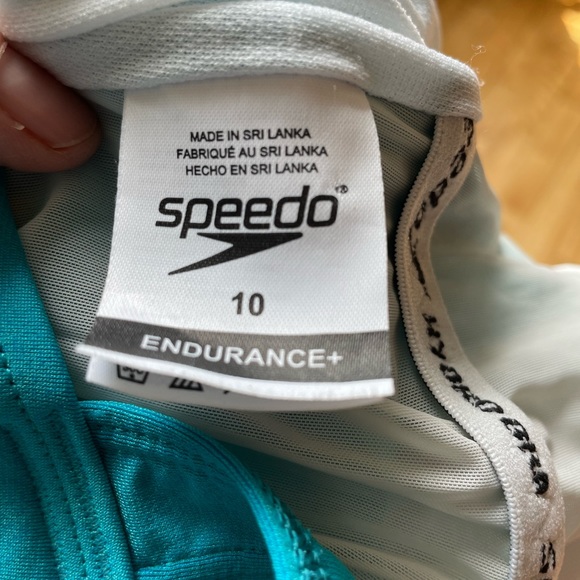 MADE IN SRI LANKA
FABRIQUÉ AU SRI LANKA
HECHO EN SRI LANKA
speedo®
10
ENDURANCE+